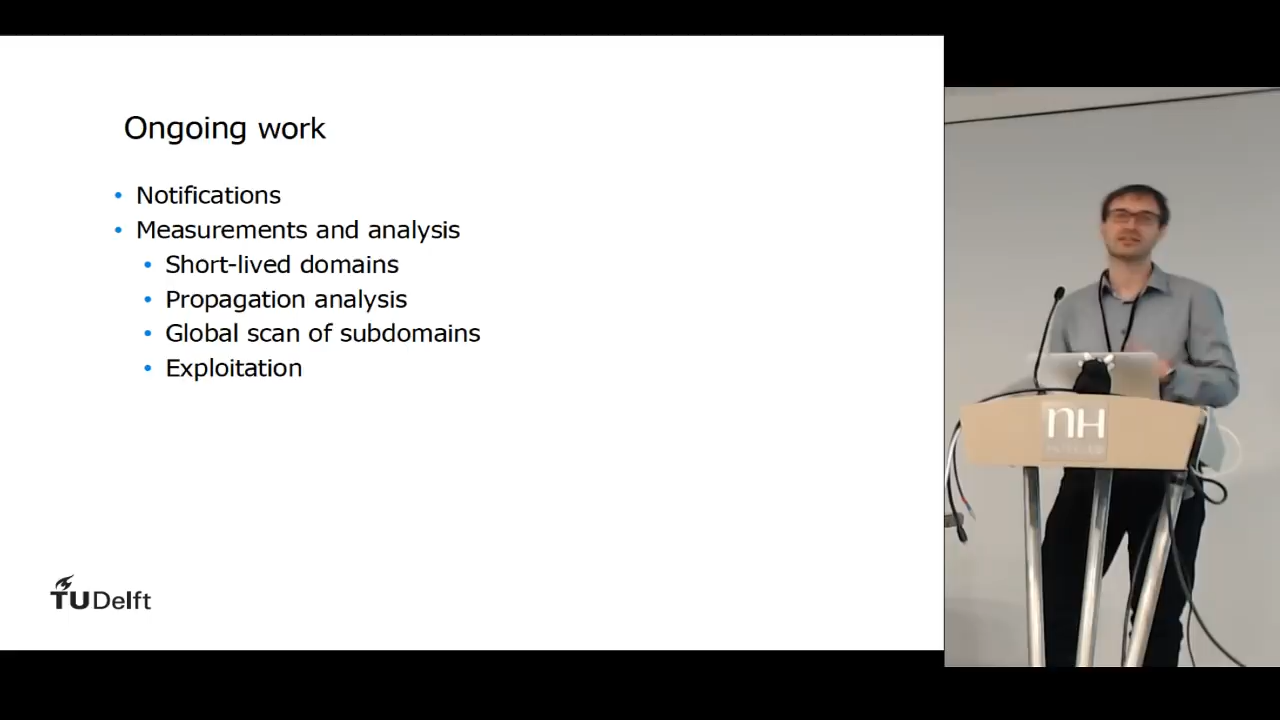 Ongoing work
• Notifications
• Measurements and analysis
• Short-lived domains
• Propagation analysis
• Global scan of subdomains
• Exploitation
TU Delft
nH